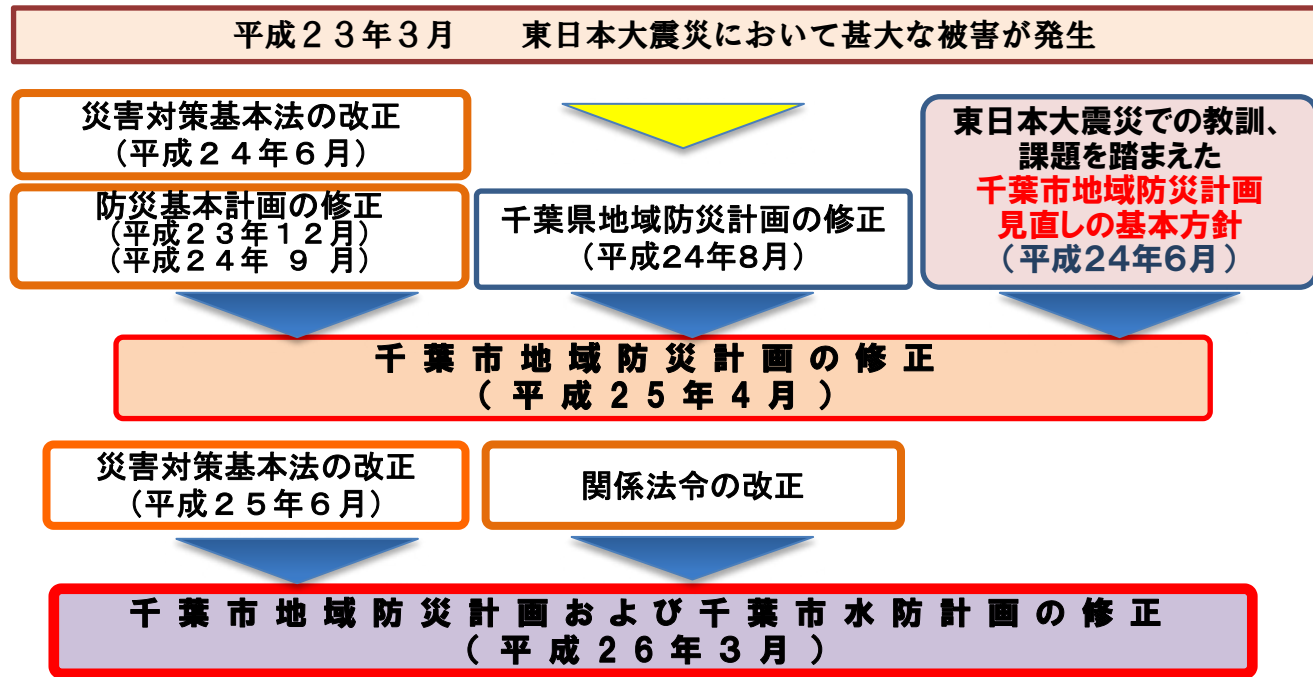 平成２３年３月　　東日本大震災において甚大な被害が発生
災害対策基本法の改正
（平成２４年６月）
防災基本計画の修正
（平成２３年１２月）
（平成２４年 ９ 月）
千葉県地域防災計画の修正
（平成24年8月）
東日本大震災での教訓、
課題を踏まえた
千葉市地域防災計画
見直しの基本方針
（平成24年6月）
千 葉 市 地 域 防 災 計 画 の 修 正
（ 平 成 ２ ５ 年 ４ 月 ）
災害対策基本法の改正
（平成２５年６月）
関係法令の改正
千 葉 市 地 域 防 災 計 画 お よ び 千 葉 市 水 防 計 画 の 修 正
（ 平 成 ２ ６ 年 ３ 月 ）